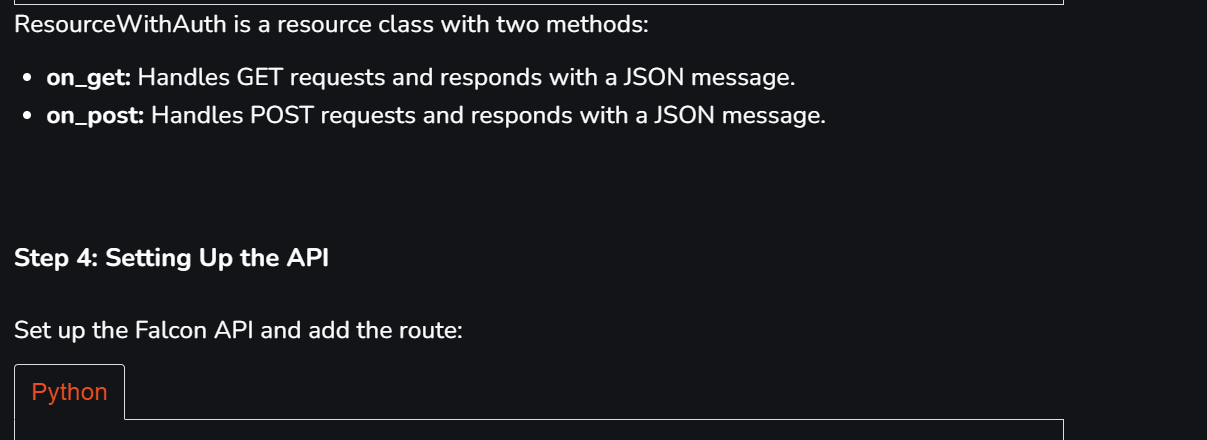 ResourceWithAuth is a resource class with two methods:
• on_get: Handles GET requests and responds with a JSON message.
• on_post: Handles POST requests and responds with a JSON message.
Step 4: Setting Up the API
Set up the Falcon API and add the route:
Python